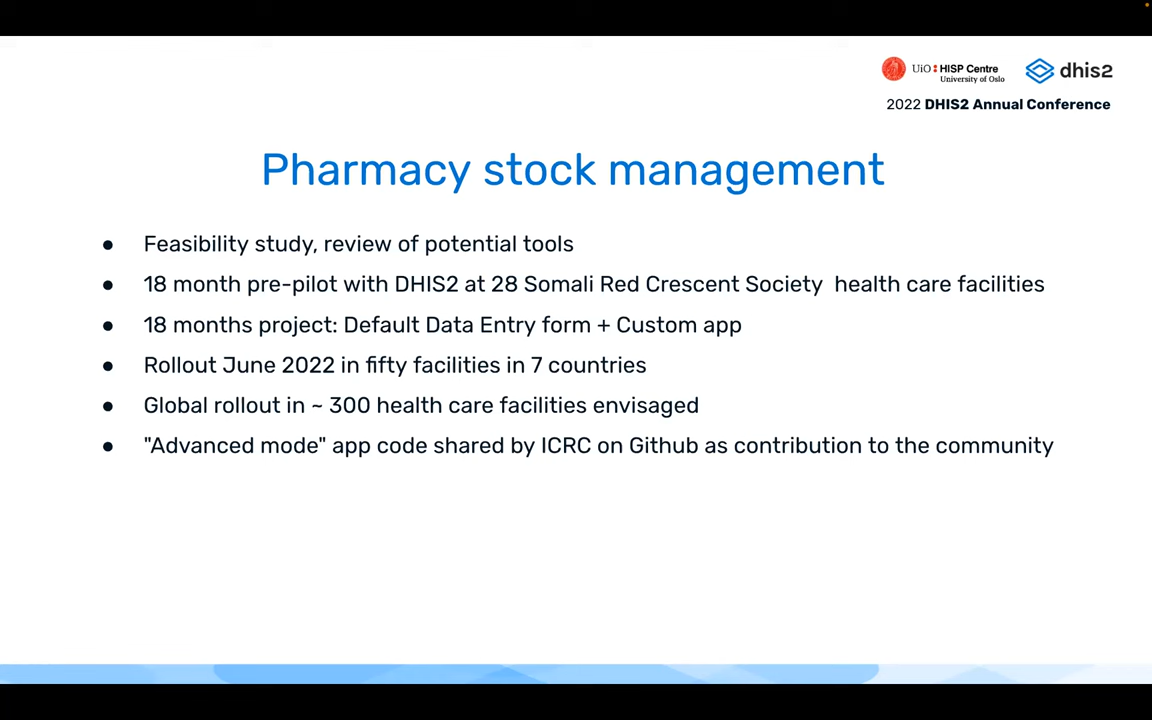 UiO:HISP Centre
University of Oslo
dhis2
2022 DHIS2 Annual Conference
Pharmacy stock management
● Feasibility study, review of potential tools
● 18 month pre-pilot with DHIS2 at 28 Somali Red Crescent Society  health care facilities
● 18 months project: Default Data Entry form + Custom app
● Rollout June 2022 in fifty facilities in 7 countries
● Global rollout in ~ 300 health care facilities envisaged
● "Advanced mode" app code shared by ICRC on Github as contribution to the community